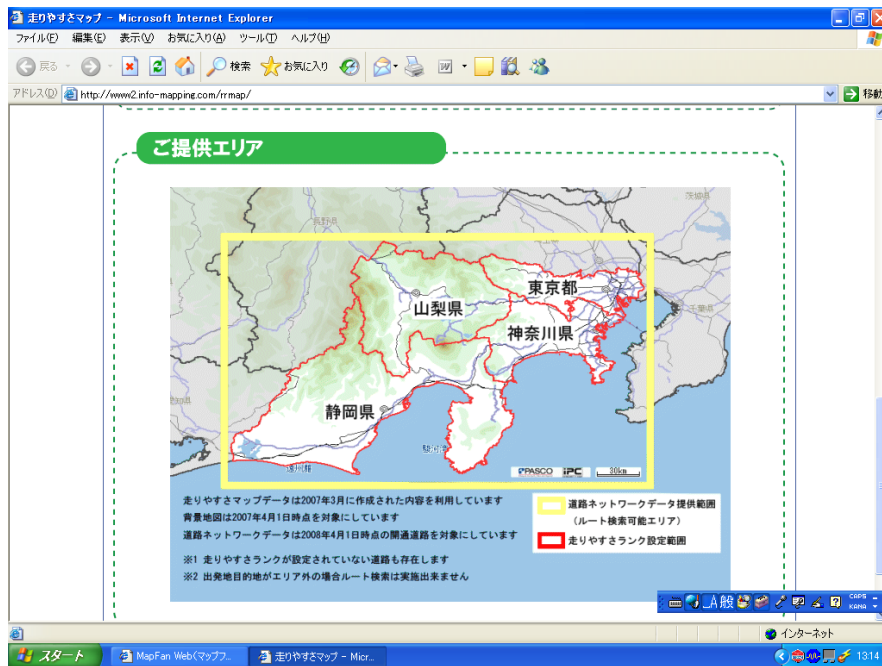 走りやすさマップ - Microsoft Internet Explorer
ファイル(F) 編集(E) 表示(V) お気に入り(A) ツール(T) ヘルプ(H)
戻る 検索 お気に入り
アドレス(D) http://www2.info-mapping.com/rrmap/ 移動
ご提供エリア
茨城県
長野県
東京都
山梨県
千葉県
神奈川県
静岡県
駿河湾
遠州灘
PASCO iPC 30km
走りやすさマップデータは2007年3月に作成された内容を利用しています
背景地図は2007年4月1日時点を対象にしています
道路ネットワークデータは2008年4月1日時点の開通道路を対象にしています
※1 走りやすさランクが設定されていない道路も存在します
※2 出発地目的地がエリア外の場合ルート検索は実施出来ません
道路ネットワークデータ提供範囲
(ルート検索可能エリア)
走りやすさランク設定範囲
_A 般 CAPS KANA
インターネット
スタート MapFan Web(マップフ... 走りやすさマップ - Micr... 13:14